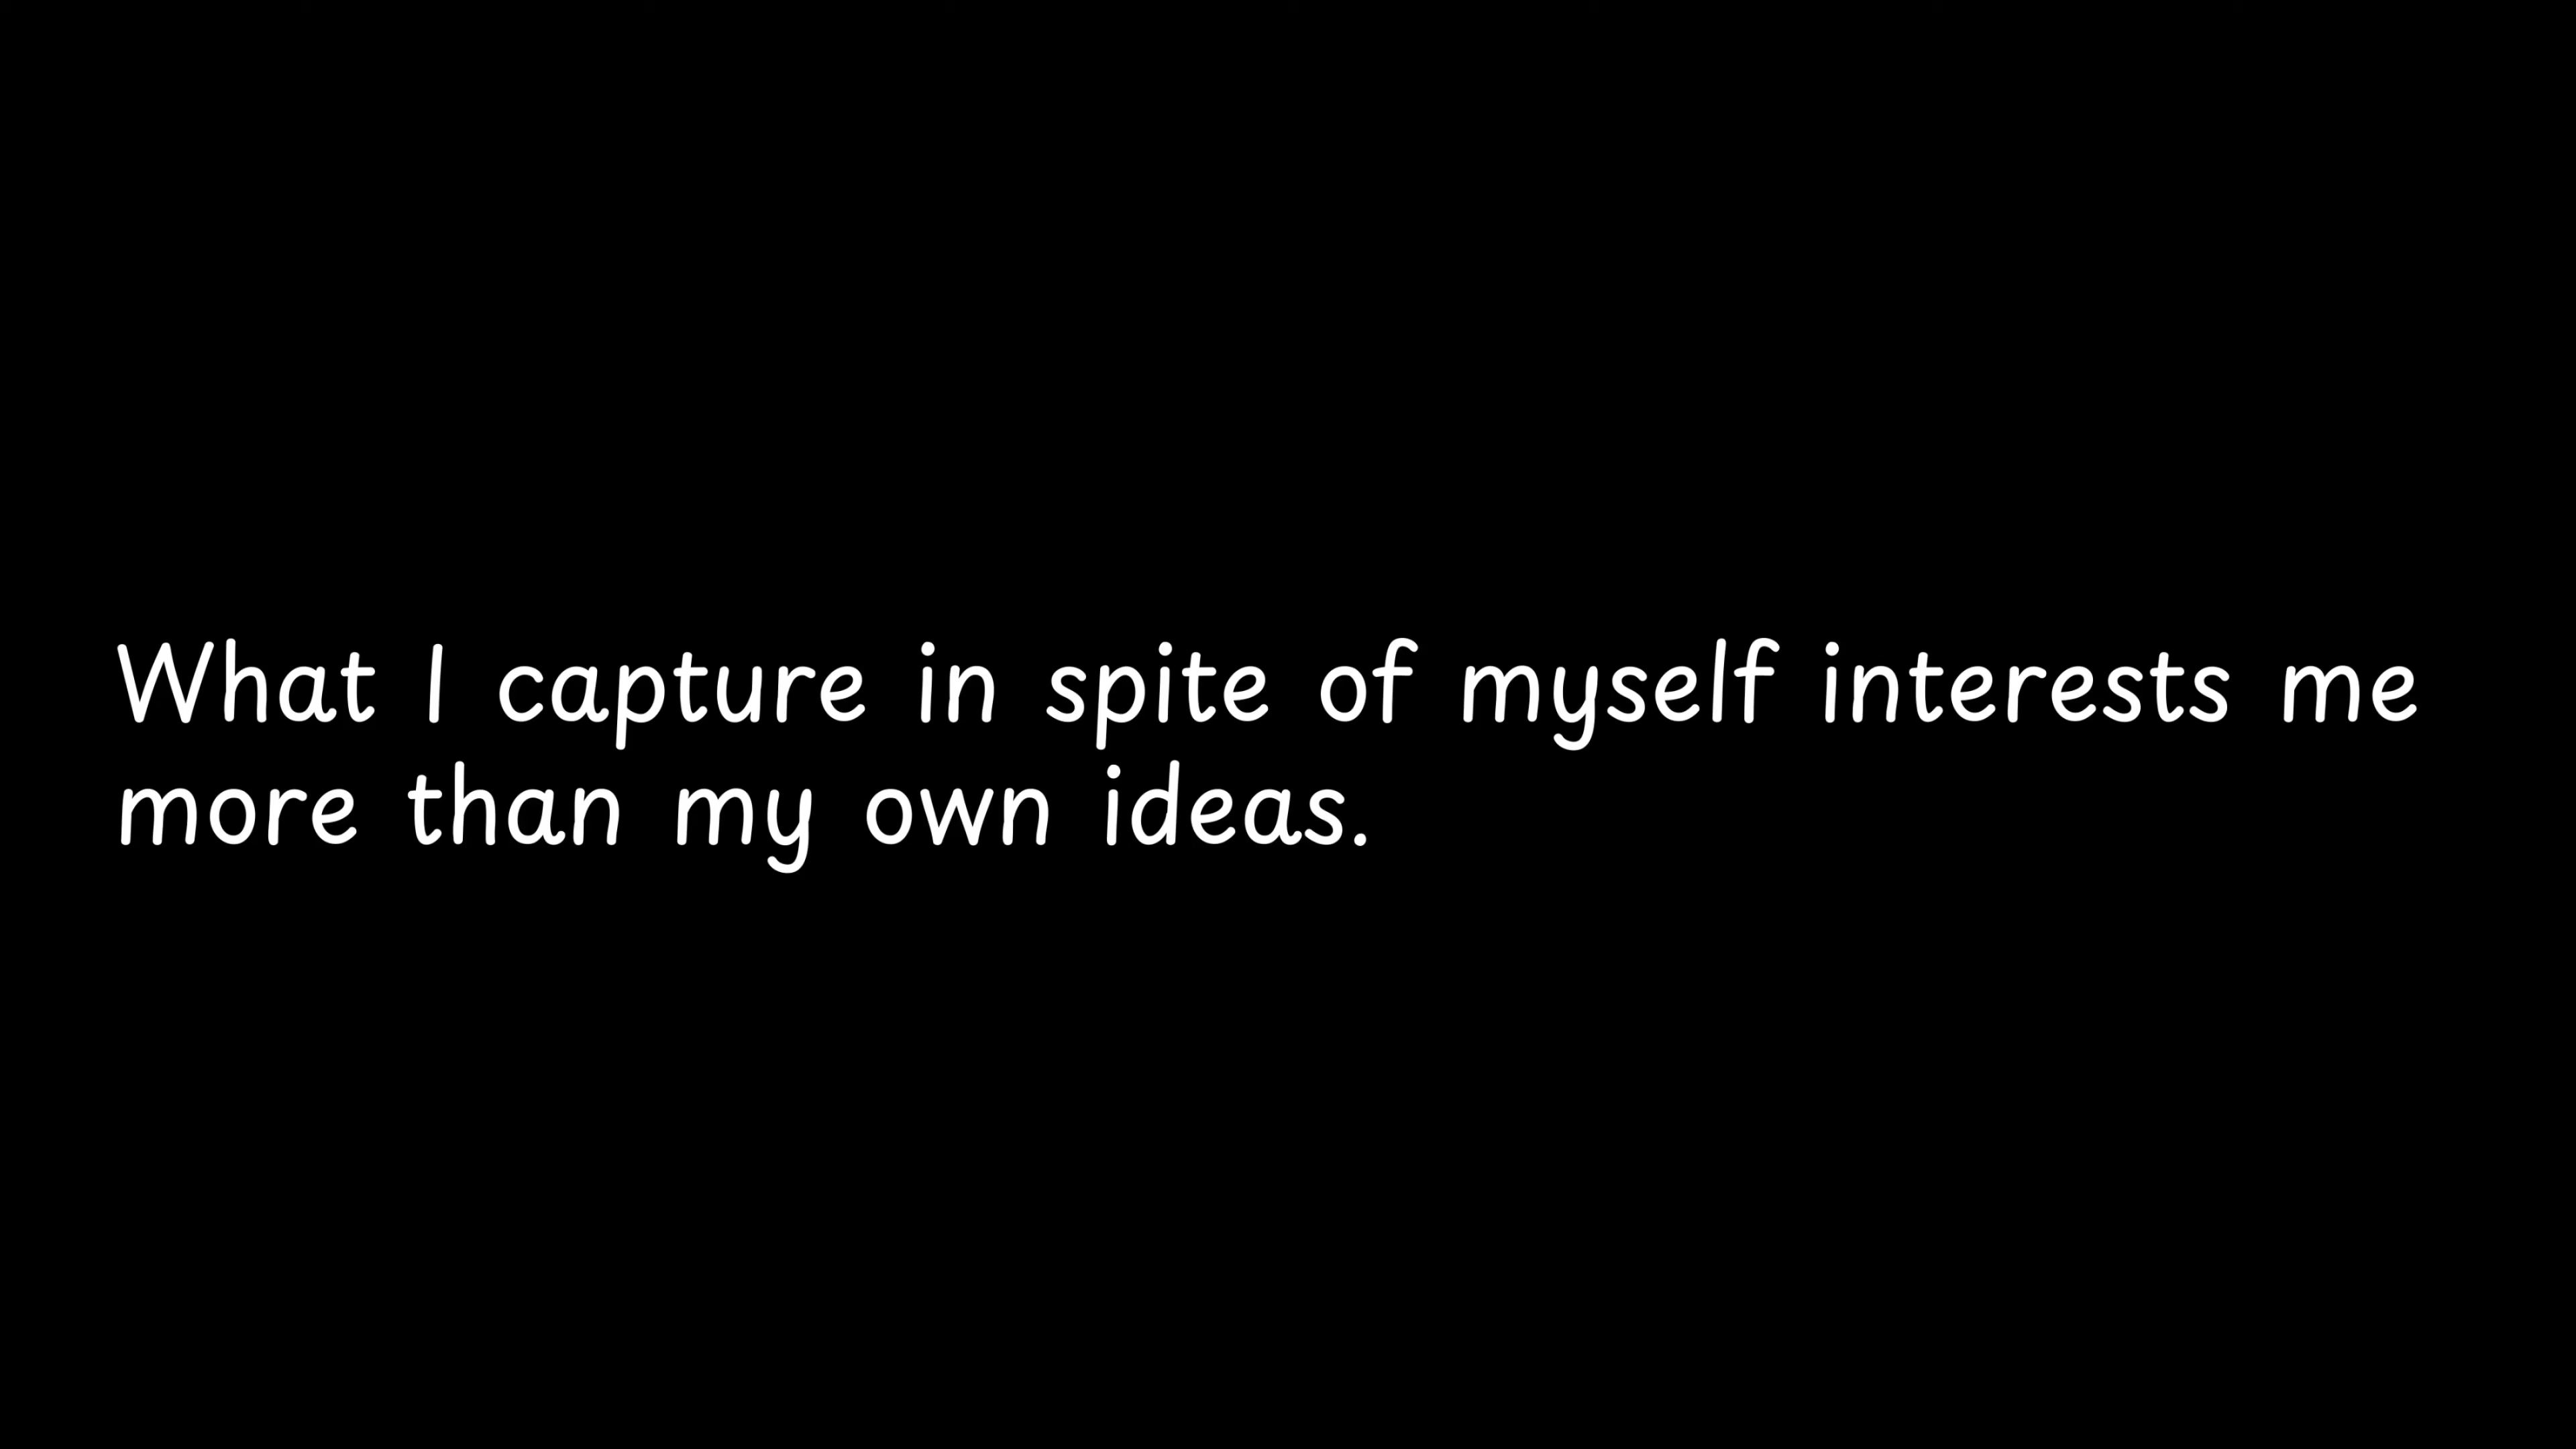 What I capture in spite of myself interests me
more than my own ideas.